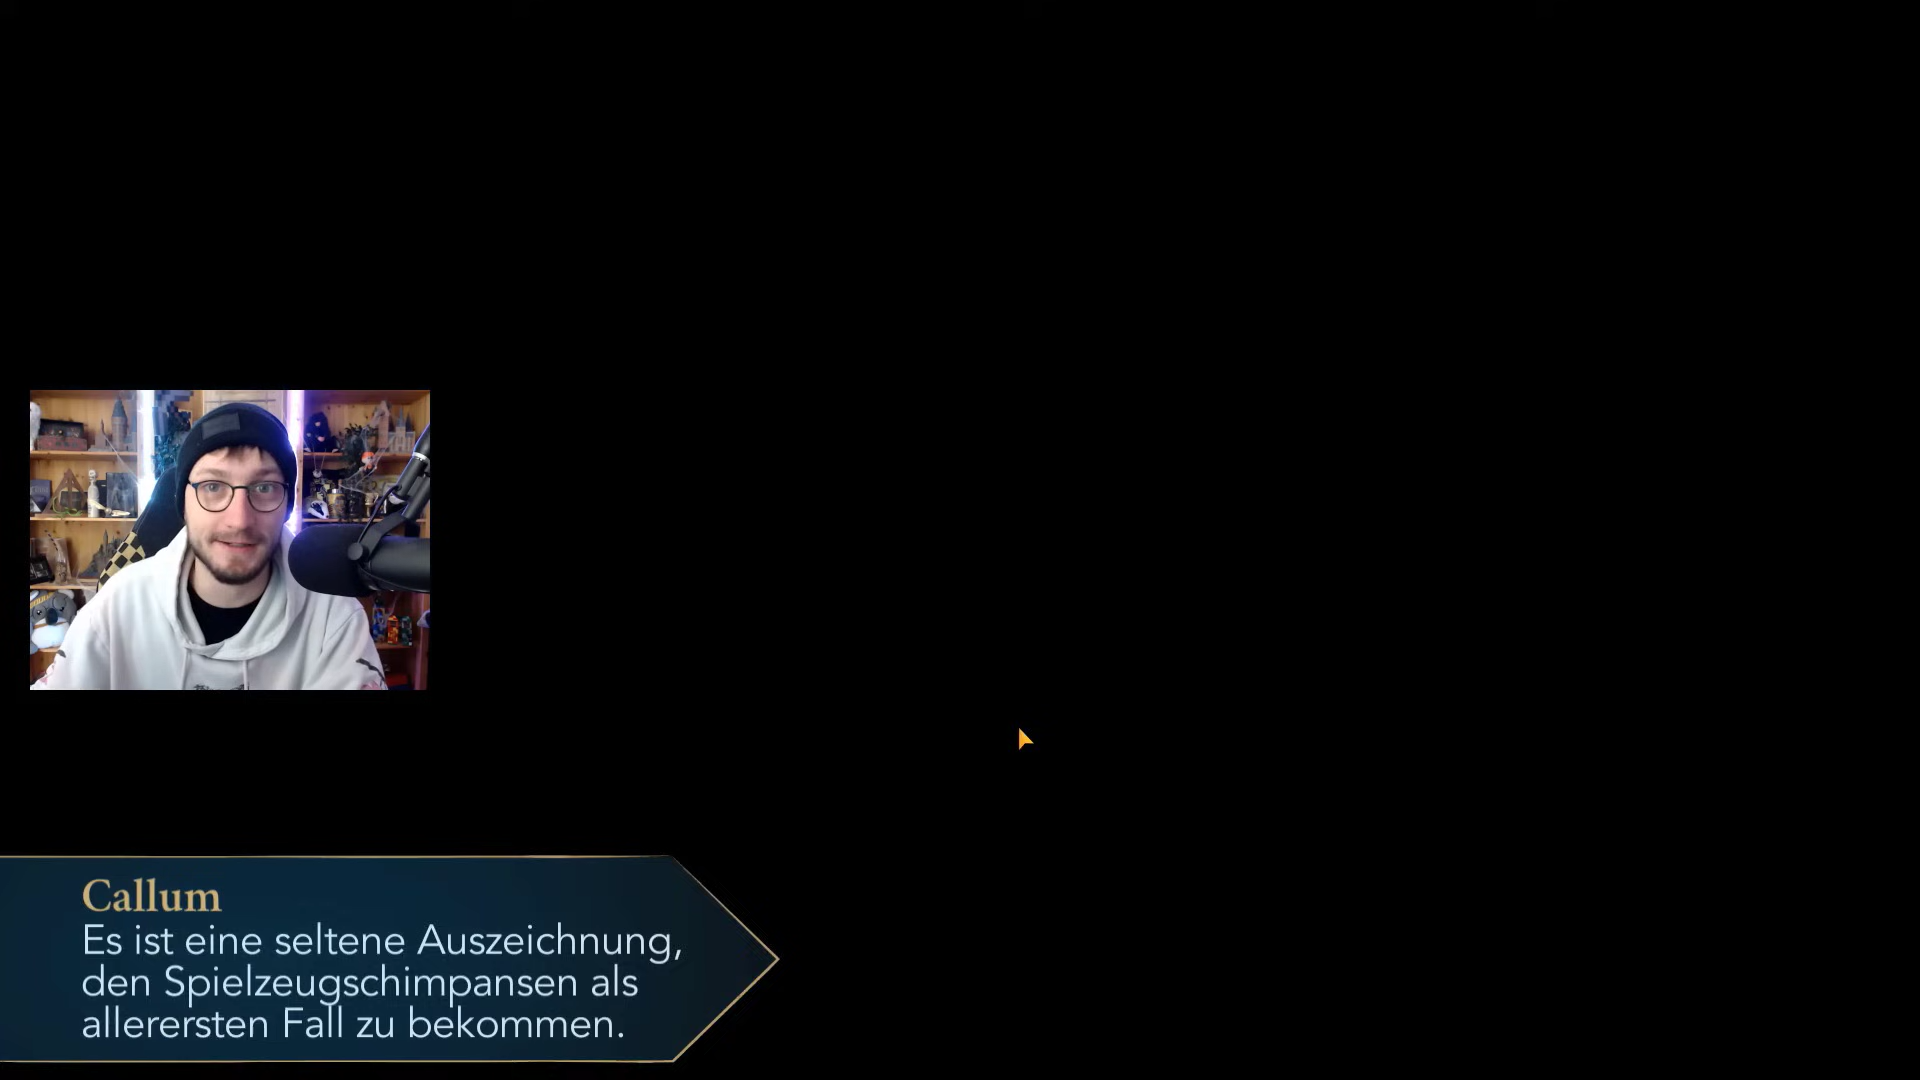 Callum
Es ist eine seltene Auszeichnung,
den Spielzeugschimpansen als
allerersten Fall zu bekommen.